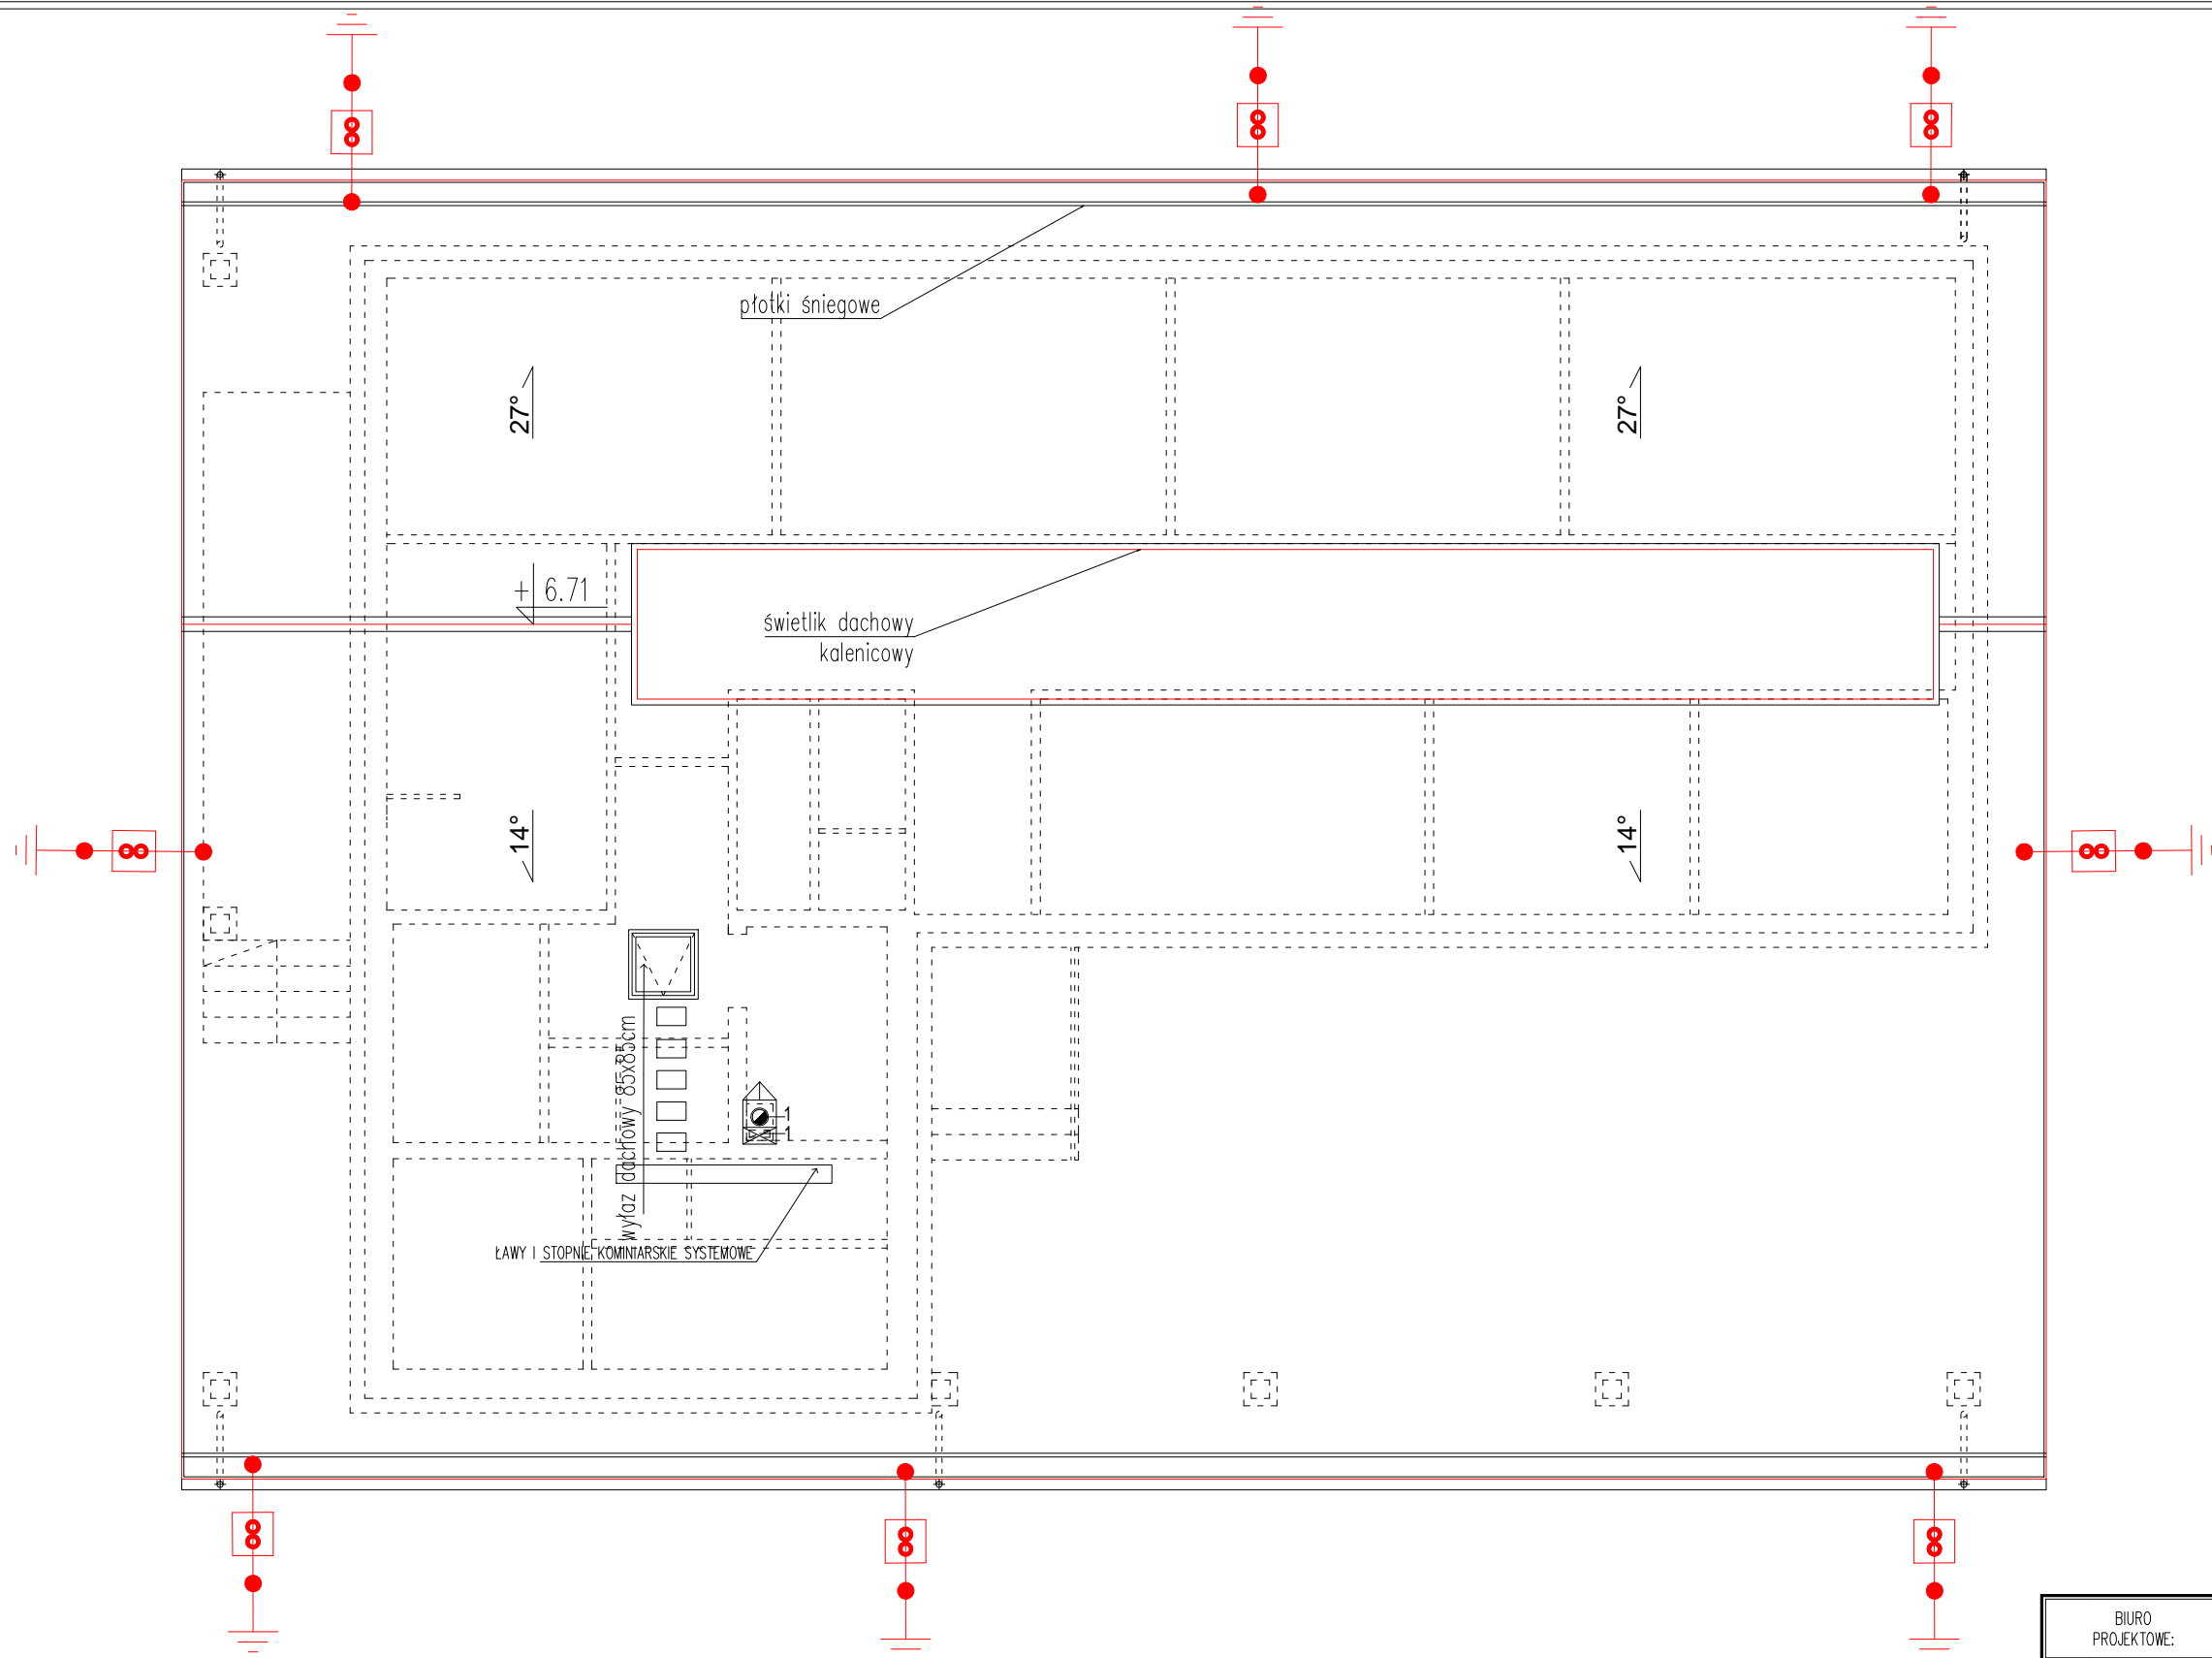 płotki śniegowe
27°
27°
+ 6.71
świetlik dachowy
kalenicowy
14°
14°
wyłaz dachowy 85x85cm
1
1
ŁAWY I STOPNIE KOMINIARSKIE SYSTEMOWE
BIURO
PROJEKTOWE: